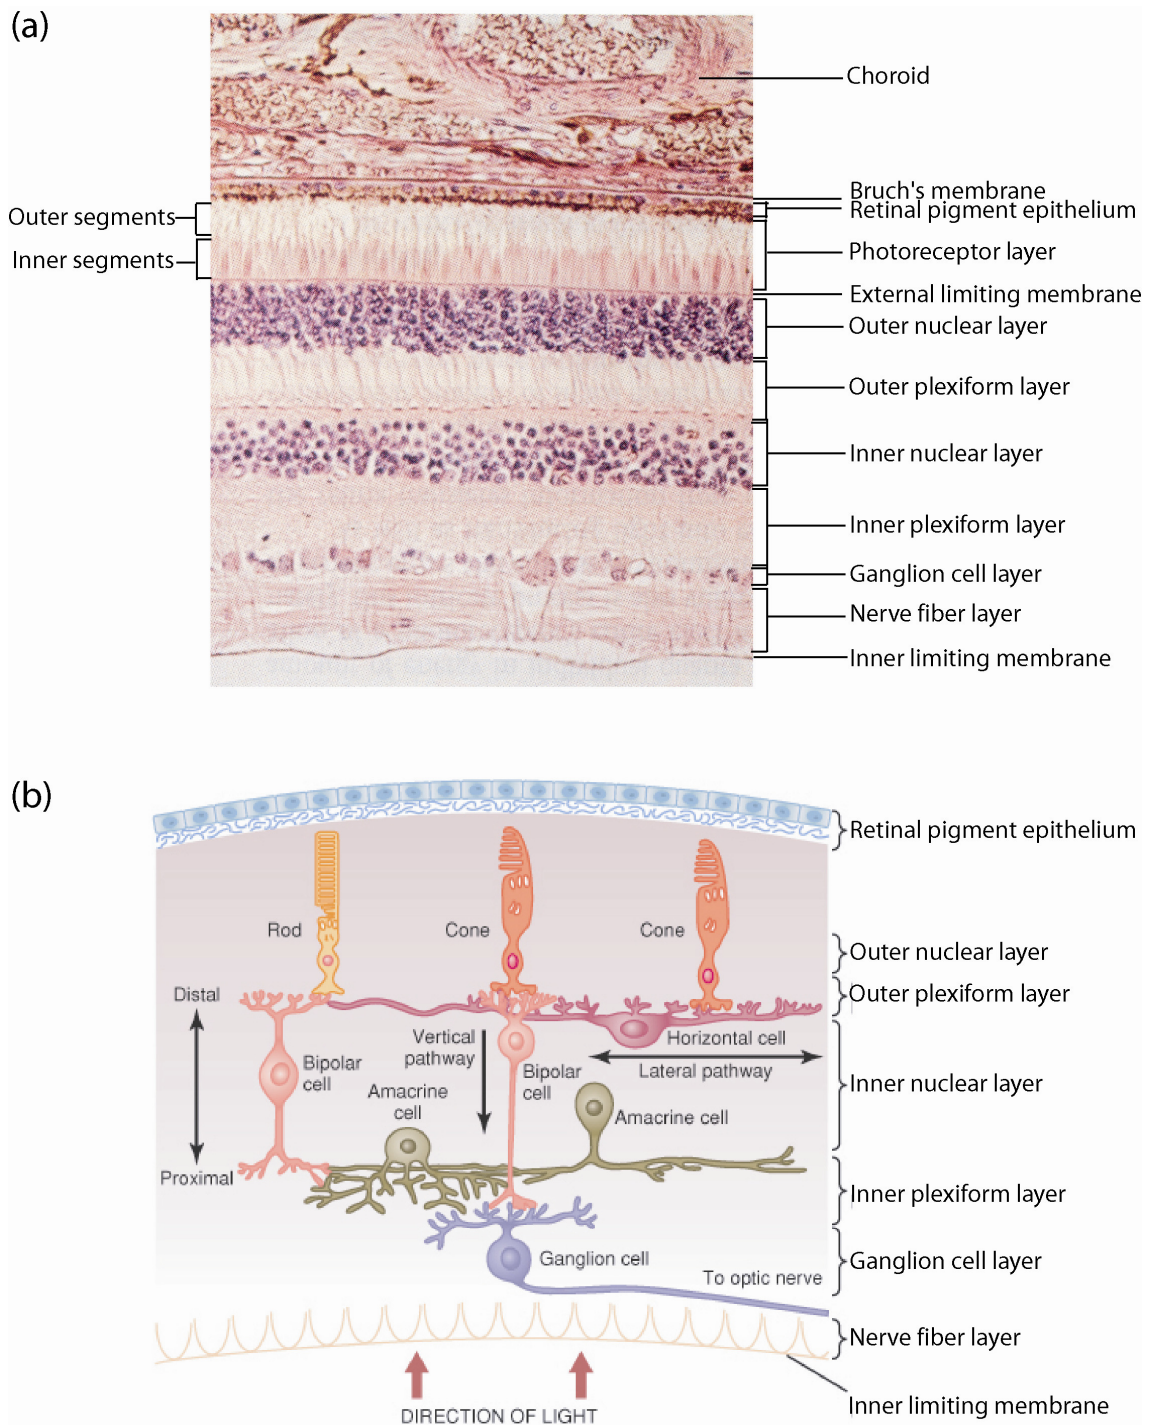 (a)
Choroid
Bruch's membrane
Retinal pigment epithelium
Outer segments
Inner segments
Photoreceptor layer
External limiting membrane
Outer nuclear layer
Outer plexiform layer
Inner nuclear layer
Inner plexiform layer
Ganglion cell layer
Nerve fiber layer
Inner limiting membrane
(b)
Retinal pigment epithelium
Rod
Cone
Cone
Outer nuclear layer
Distal
Outer plexiform layer
Vertical
pathway
Horizontal cell
Lateral pathway
Bipolar
cell
Bipolar
cell
Amacrine
cell
Amacrine cell
Inner nuclear layer
Proximal
Inner plexiform layer
Ganglion cell
Ganglion cell layer
To optic nerve
Nerve fiber layer
Inner limiting membrane
DIRECTION OF LIGHT